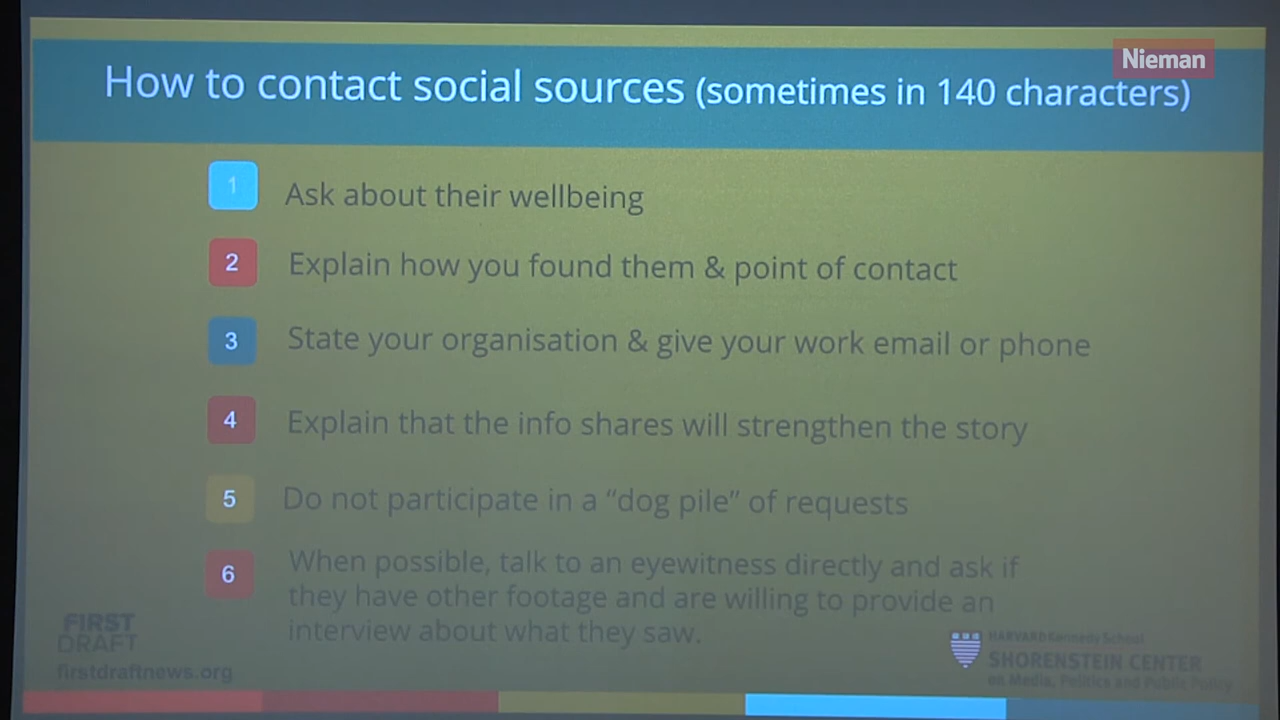 How to contact social sources (sometimes in 140 characters)
Nieman
1 Ask about their wellbeing
2 Explain how you found them & point of contact
3 State your organisation & give your work email or phone
4 Explain that the info shares will strengthen the story
5 Do not participate in a “dog pile” of requests
6 When possible, talk to an eyewitness directly and ask if
they have other footage and are willing to provide an
interview about what they saw.
FIRST
DRAFT
firstdraftnews.org
HARVARD Kennedy School
SHORENSTEIN CENTER
on Media, Politics and Public Policy